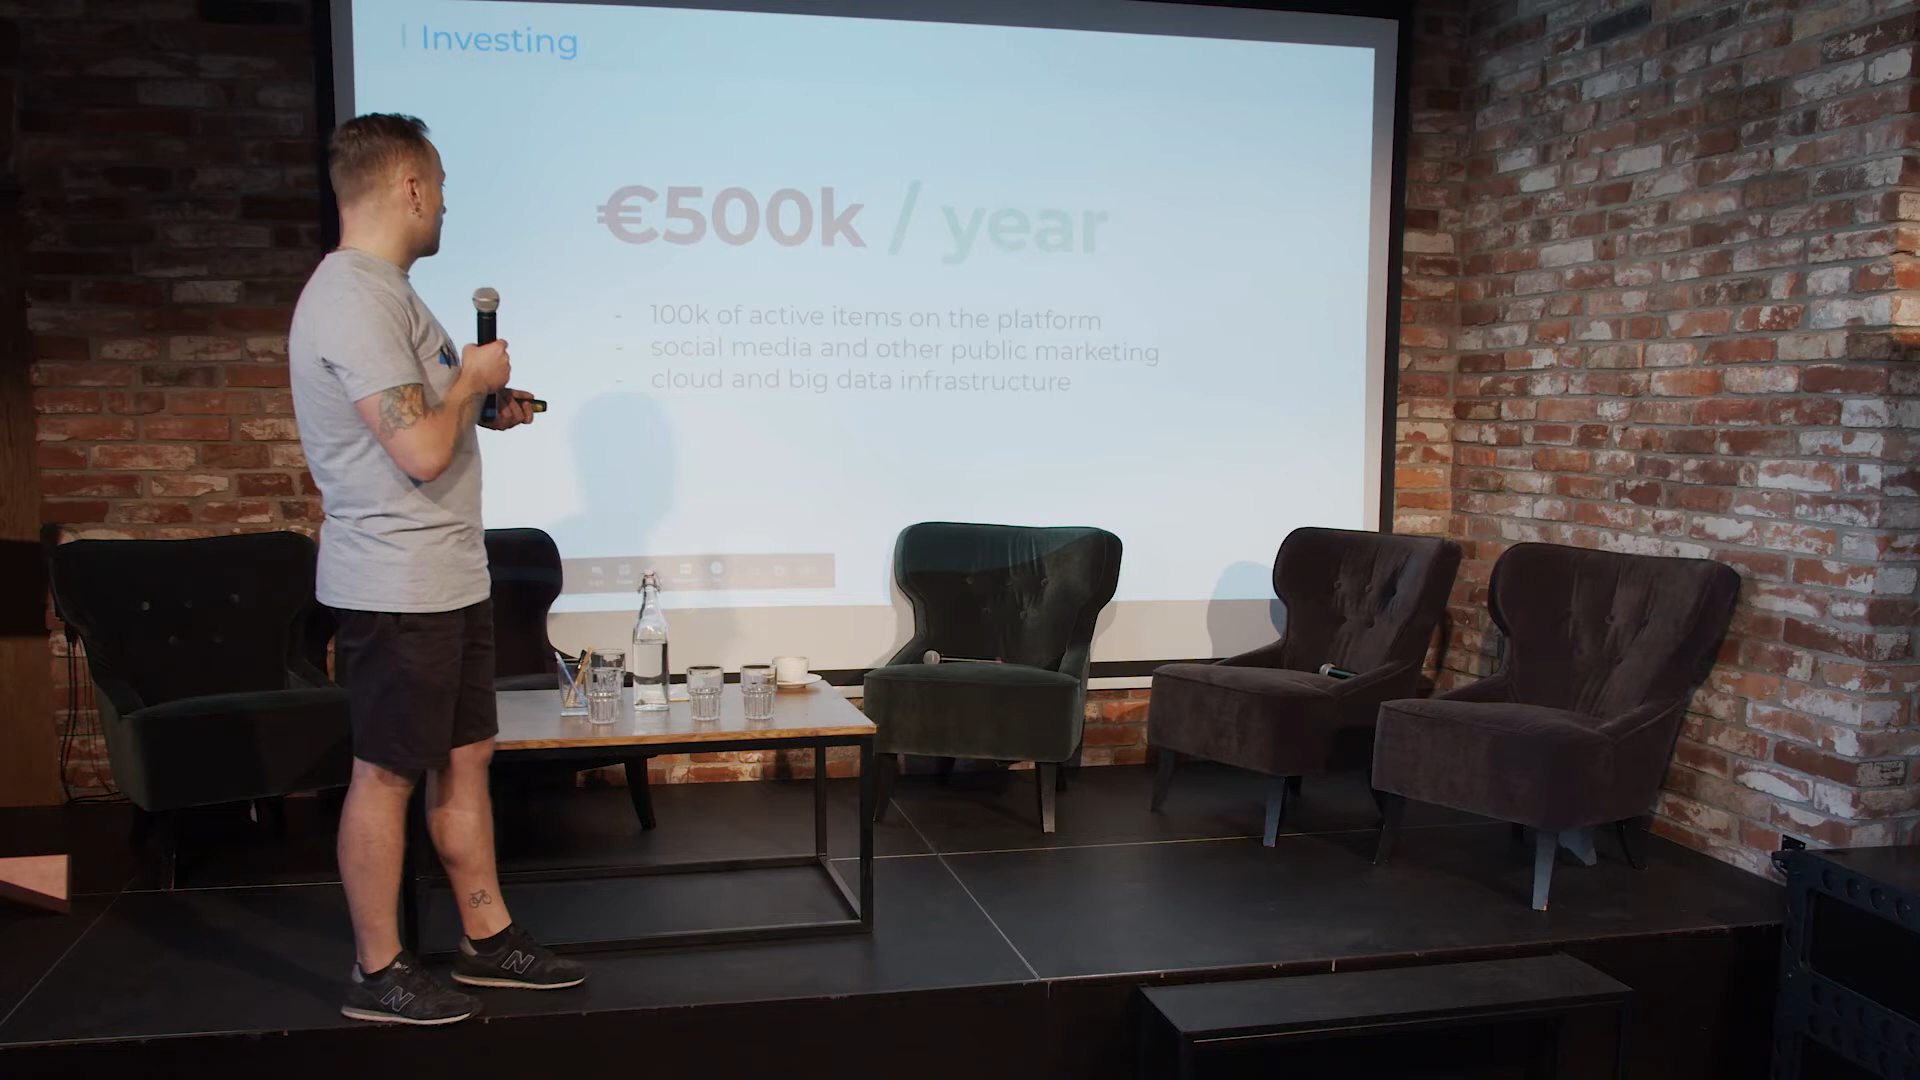 | Investing
€500k / year
- 100k of active items on the platform
- social media and other public marketing
- cloud and big data infrastructure
N
N